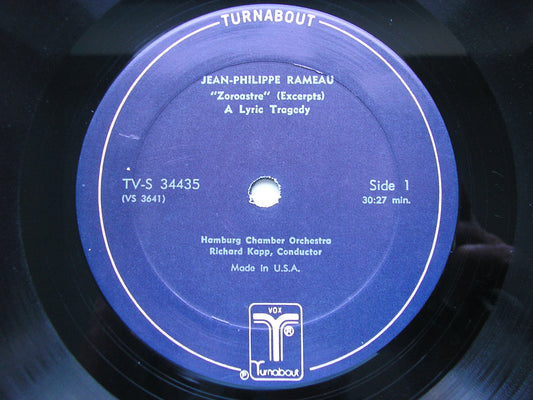 TURNABOUT
JEAN-PHILIPPE RAMEAU
"Zoroastre" (Excerpts)
A Lyric Tragedy
TV-S 34435
(VS 3641)
Side 1
30:27 min.
Hamburg Chamber Orchestra
Richard Kapp, Conductor
Made in U.S.A.
VOX
T®
℗ Turnabout